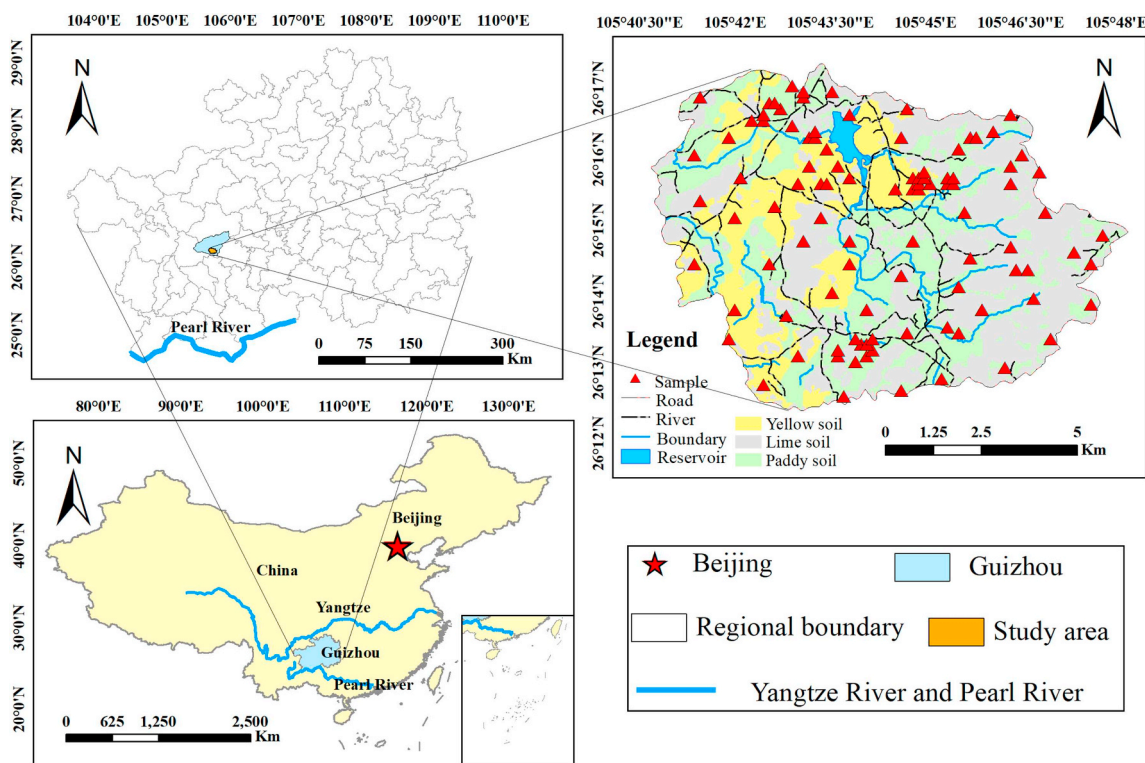 104°0'E 105°0'E 106°0'E 107°0'E 108°0'E 109°0'E 110°0'E
29°0'N
28°0'N
27°0'N
26°0'N
25°0'N
N
Pearl River
0 75 150 300
Km
105°40'30"E 105°42'E 105°43'30"E 105°45'E 105°46'30"E 105°48'E
26°17'N
26°16'N
26°15'N
26°14'N
26°13'N
26°12'N
N
Legend
Sample
Road
River
Boundary
Reservoir
Yellow soil
Lime soil
Paddy soil
0 1.25 2.5 5
Km
80°0'E 90°0'E 100°0'E 110°0'E 120°0'E 130°0'E
50°0'N
40°0'N
30°0'N
20°0'N
N
Beijing
China
Yangtze
Guizhou
Pearl River
0 625 1,250 2,500
Km
Beijing
Guizhou
Regional boundary
Study area
Yangtze River and Pearl River